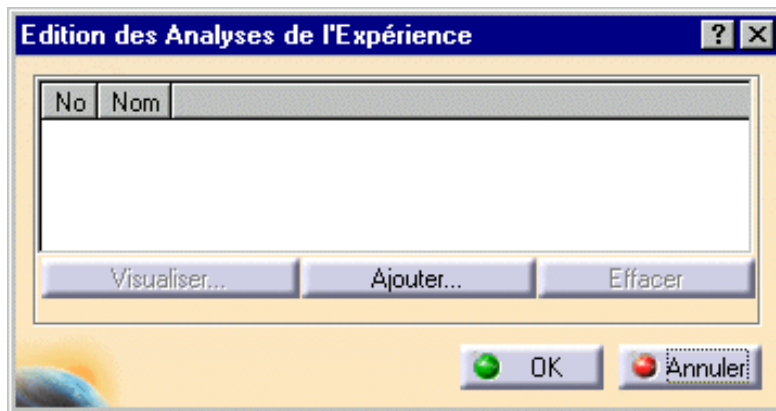 Edition des Analyses de l'Expérience
No Nom
Visualiser... Ajouter... Effacer
OK Annuler